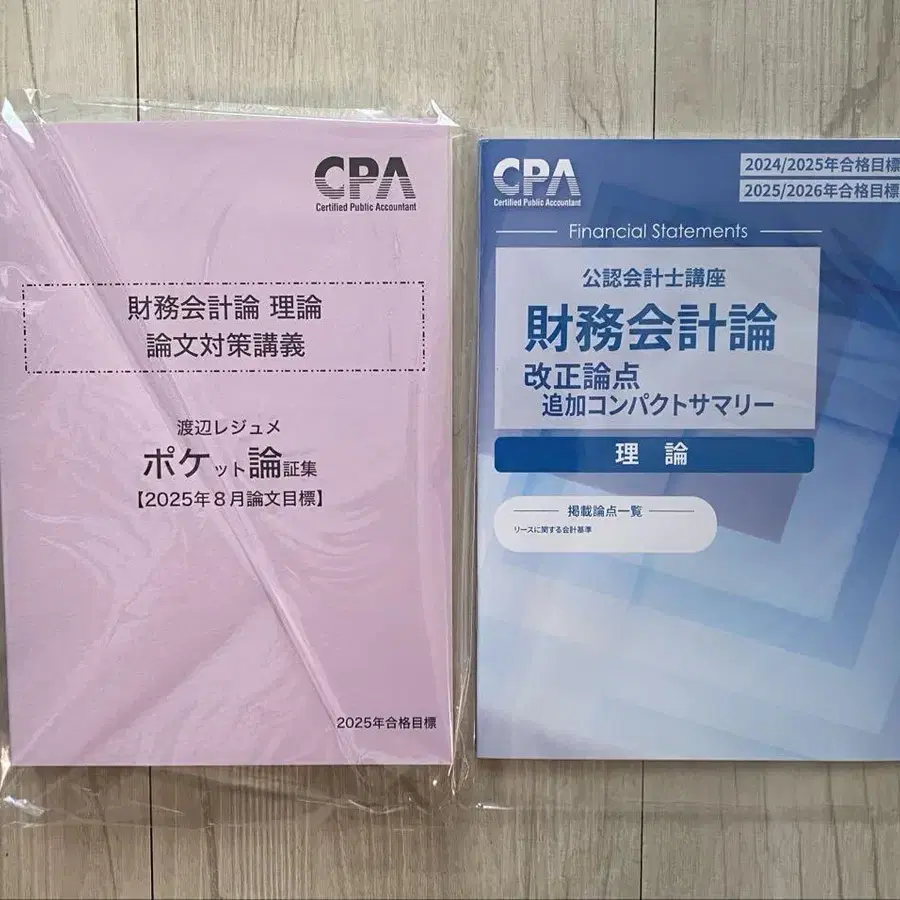 CPA
Certified Public Accountant
財務会計論 理論
論文対策講義
渡辺レジュメ
ポケット論証集
【2025年8月論文目標】
2025年合格目標
CPA
Certified Public Accountant
2024/2025年合格目標
2025/2026年合格目標
Financial Statements
公認会計士講座
財務会計論
改正論点
追加コンパクトサマリー
理論
掲載論点一覧
リースに関する会計基準